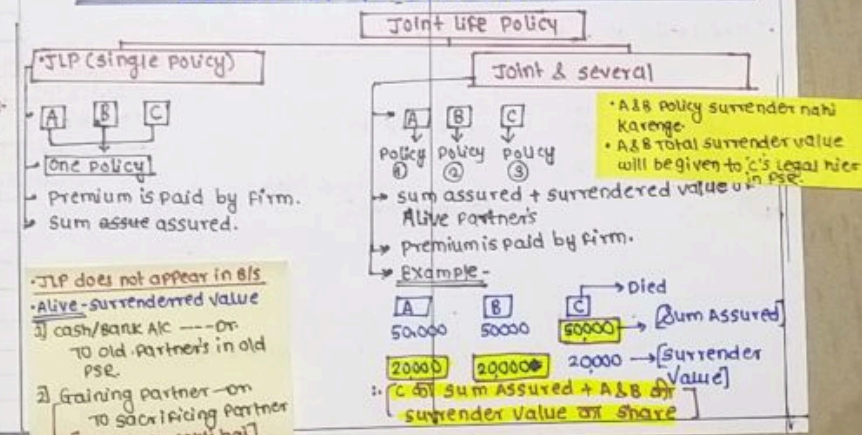 Joint Life Policy
•JLP (single Policy)
A B C
One Policy
Premium is paid by Firm.
Sum assue assured.
•JLP does not appear in B/S
•Alive - surrenderred value
1) cash/Bank A/C ---Dr.
TO Old Partner's in old
PSR.
2) Gaining Partner -Dr
TO Sacrificing Partner
Joint & several
A B C
Policy Policy Policy
① ② ③
sum assured + surrendered value of
Alive Partner's
Premium is paid by Firm.
Example -
A B C → Died
50,000 50000 50000 → [Sum Assured]
20000 20000 20,000 → [Surrender
Value]
∴ [C का Sum Assured + A&B की
surrender value का share]
•A&B Policy surrender nahi
Karenge.
•A&B Total surrender value
will be given to C's Legal hier
in PSR.